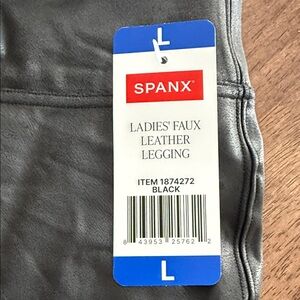 L
SPANX®
LADIES' FAUX
LEATHER
LEGGING
ITEM 1874272
BLACK
8 43953 25762 2
L